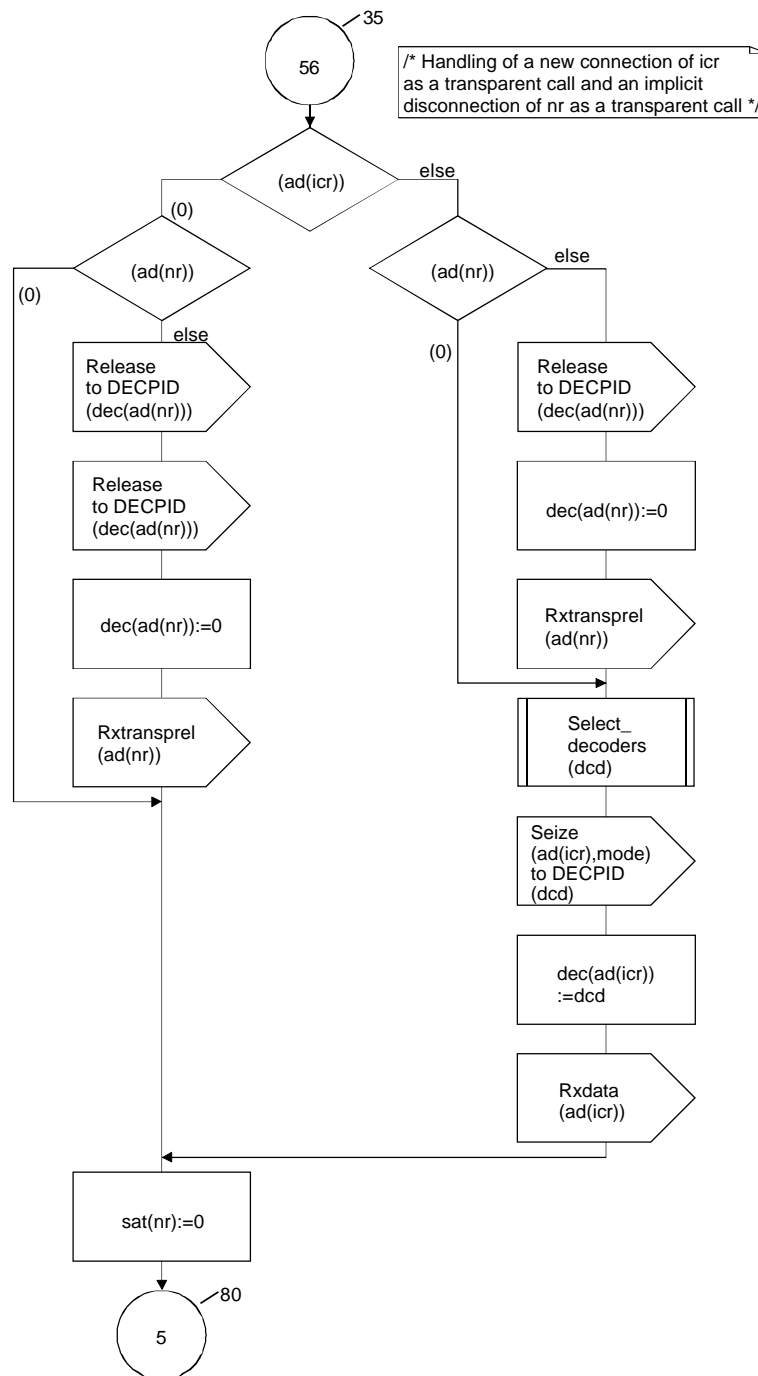 35
56
/* Handling of a new connection of icr
as a transparent call and an implicit
disconnection of nr as a transparent call */
(ad(icr))
else
(0)
(ad(nr))
(0)
else
(ad(nr))
else
(0)
Release
to DECPID
(dec(ad(nr)))
Release
to DECPID
(dec(ad(nr)))
Release
to DECPID
(dec(ad(nr)))
dec(ad(nr)):=0
dec(ad(nr)):=0
Rxtransprel
(ad(nr))
Rxtransprel
(ad(nr))
Select_
decoders
(dcd)
Seize
(ad(icr),mode)
to DECPID
(dcd)
dec(ad(icr))
:=dcd
Rxdata
(ad(icr))
sat(nr):=0
80
5